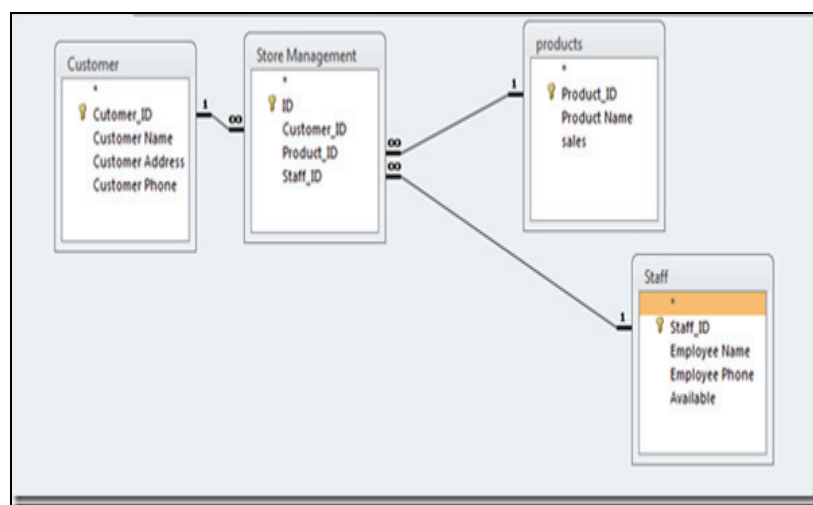 Customer
*
Cutomer_ID
Customer Name
Customer Address
Customer Phone
1
∞
Store Management
*
ID
Customer_ID
Product_ID
Staff_ID
∞
∞
1
products
*
Product_ID
Product Name
sales
1
Staff
*
Staff_ID
Employee Name
Employee Phone
Available